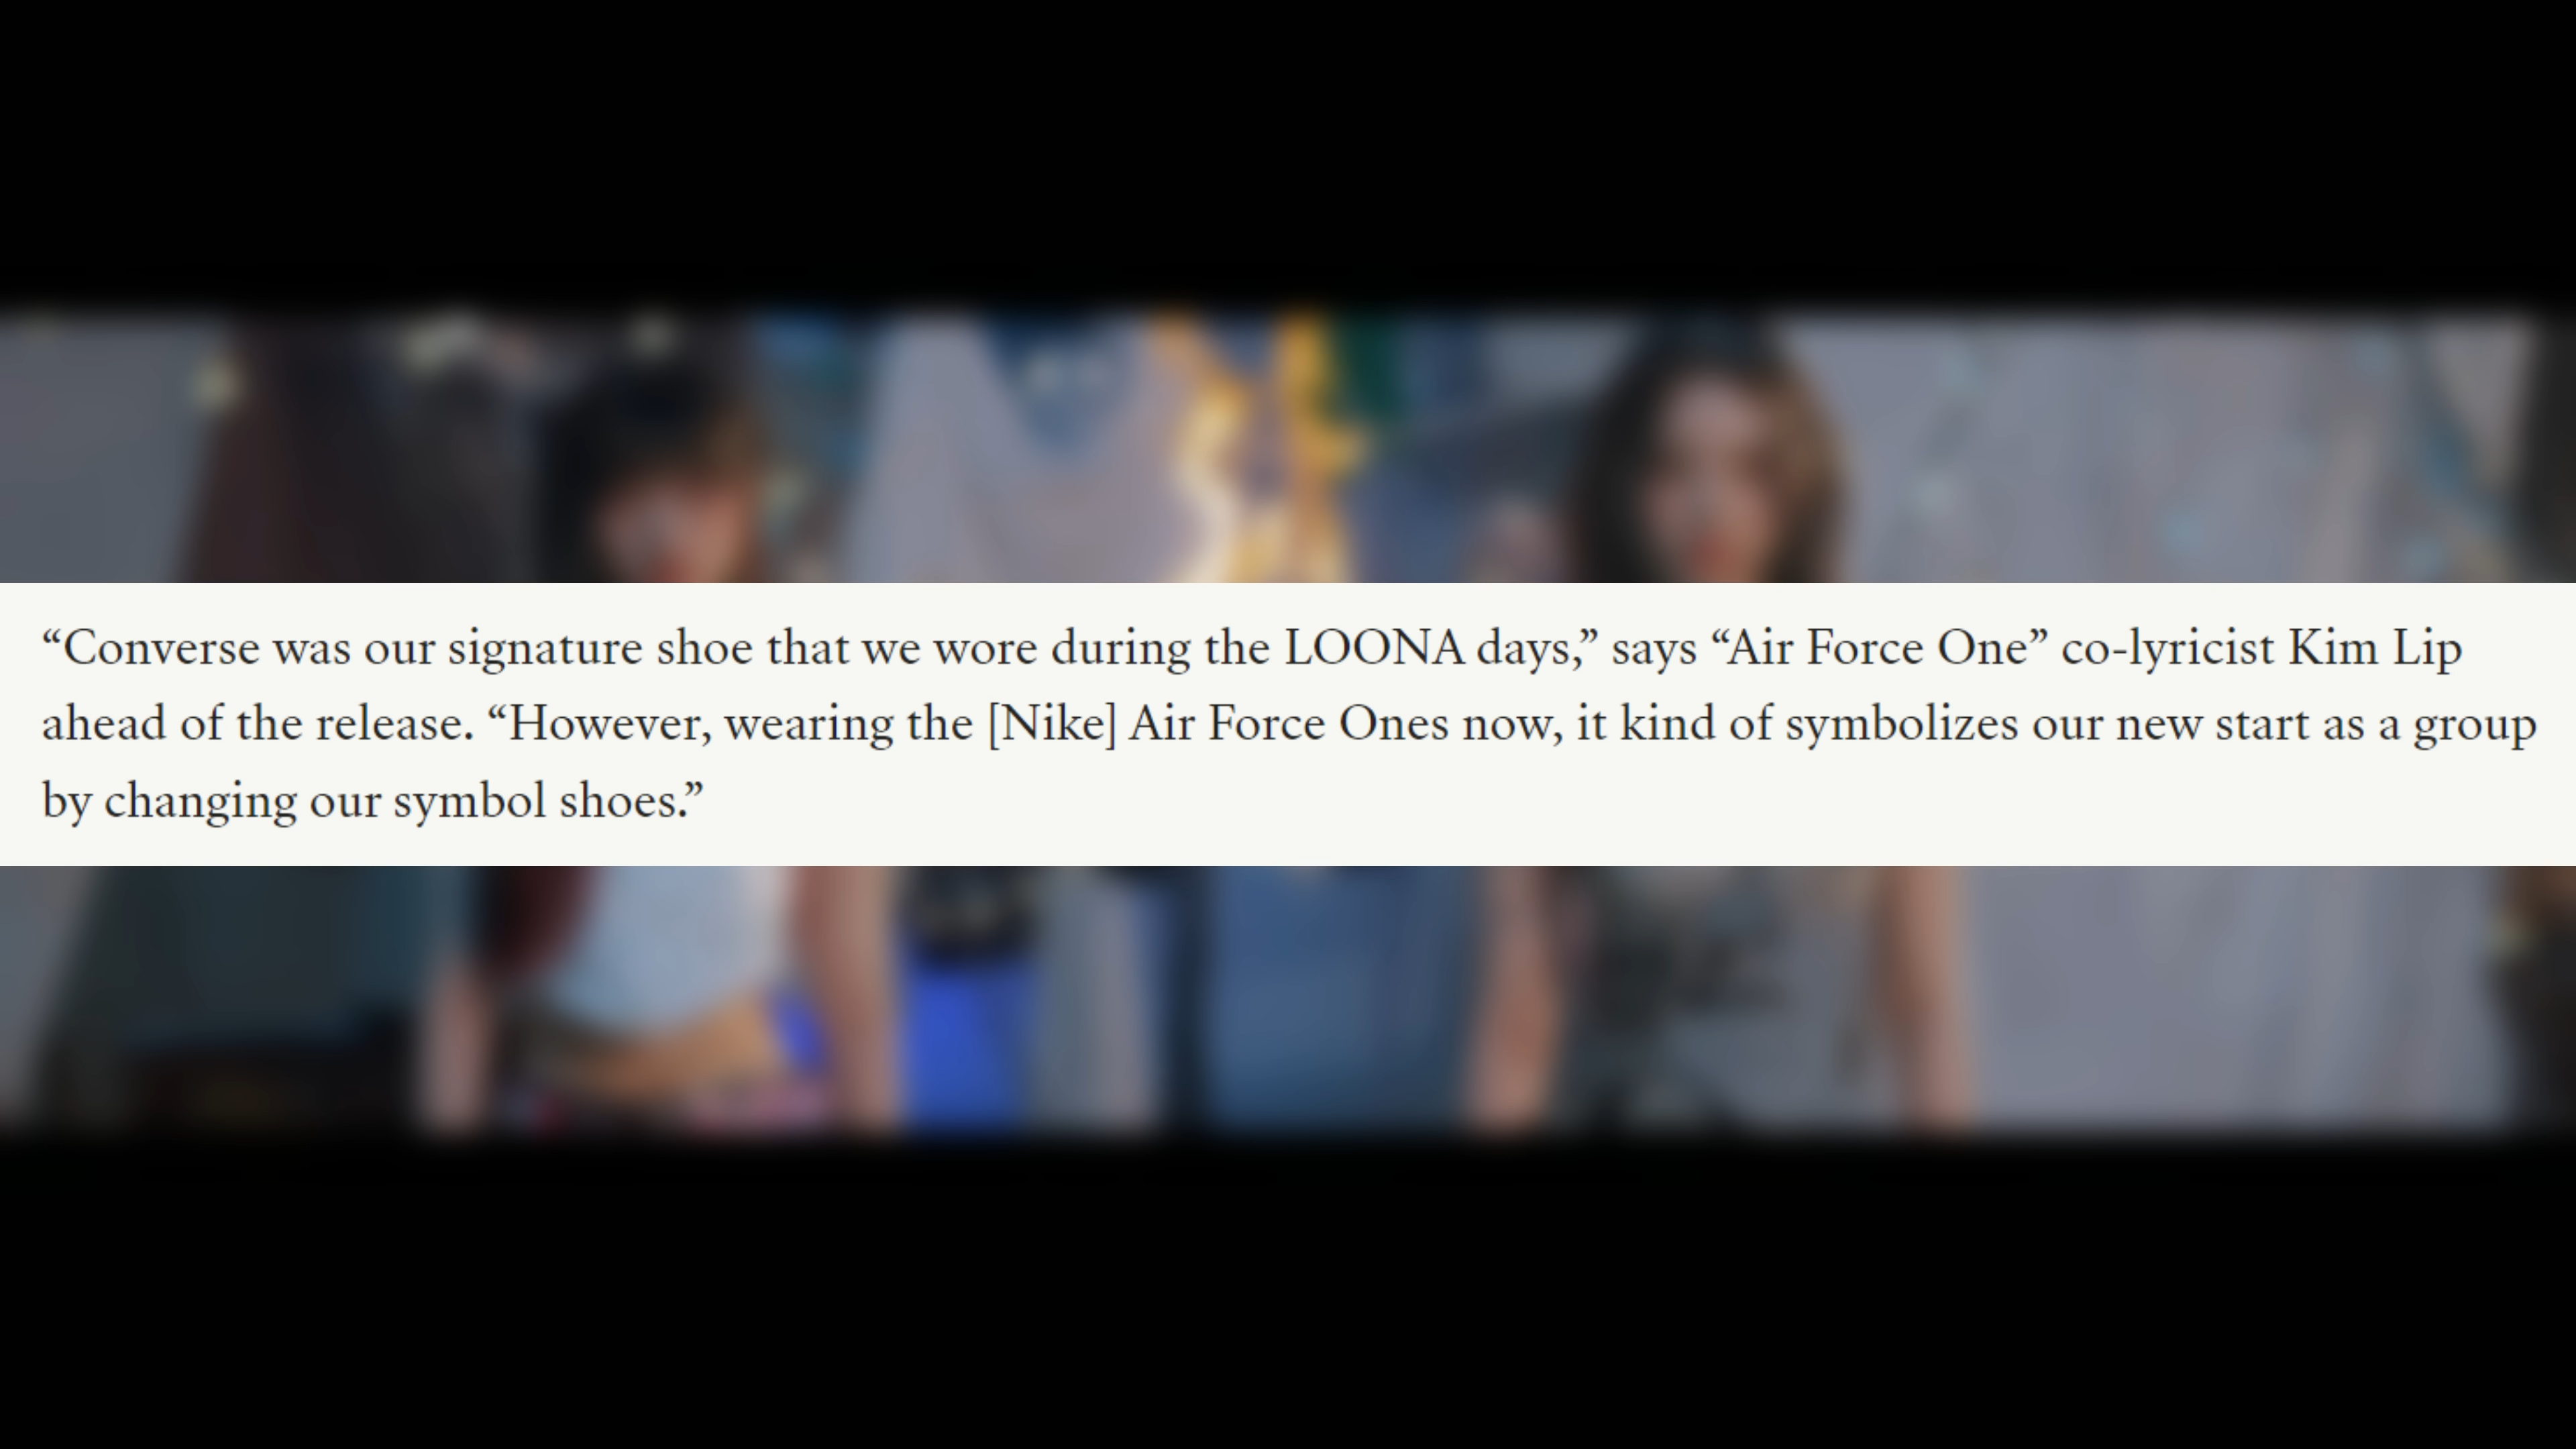 “Converse was our signature shoe that we wore during the LOONA days,” says “Air Force One” co-lyricist Kim Lip
ahead of the release. “However, wearing the [Nike] Air Force Ones now, it kind of symbolizes our new start as a group
by changing our symbol shoes.”